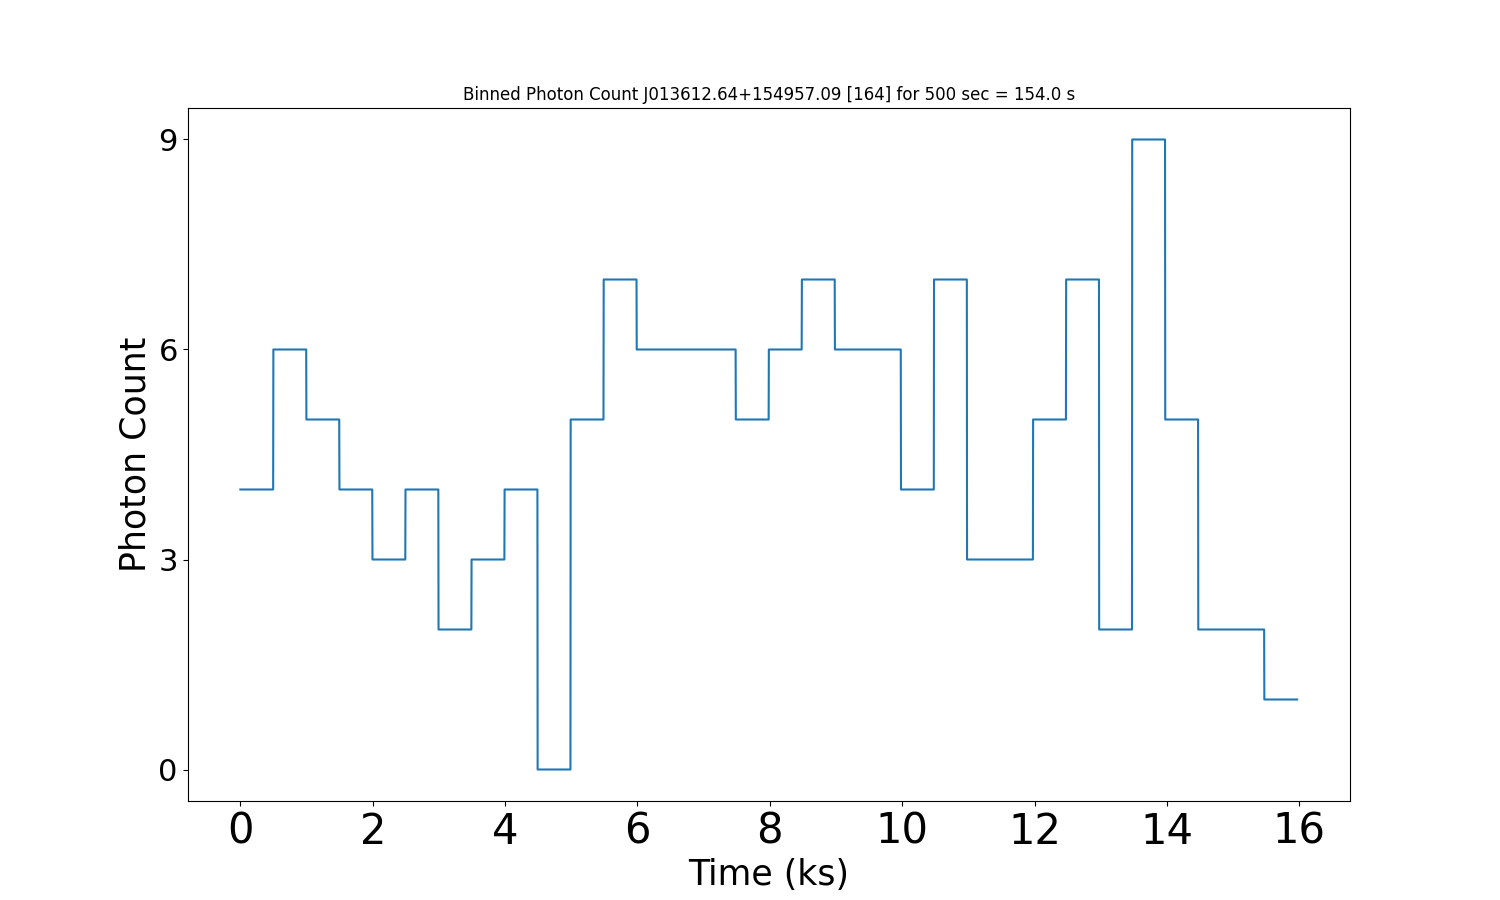 Binned Photon Count J013612.64+154957.09 [164] for 500 sec = 154.0 s
9
6
3
0
Photon Count
0 2 4 6 8 10 12 14 16
Time (ks)